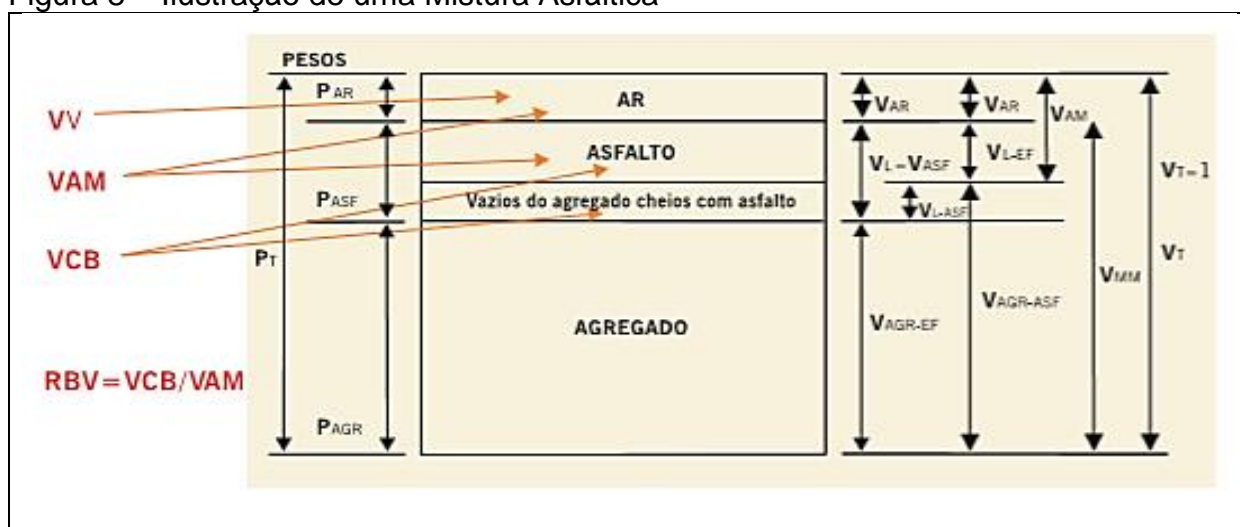 Figura 3 – Ilustração de uma Mistura Asfáltica
PESOS
VV
VAM
VCB
RBV=VCB/VAM
PT
PAR
PASF
PAGR
AR
ASFALTO
Vazios do agregado cheios com asfalto
AGREGADO
VAR
VL-VASF
VAGR-EF
VAR
VL-EF
VL-ASF
VAGR-ASF
VAM
VMM
VT-1
VT